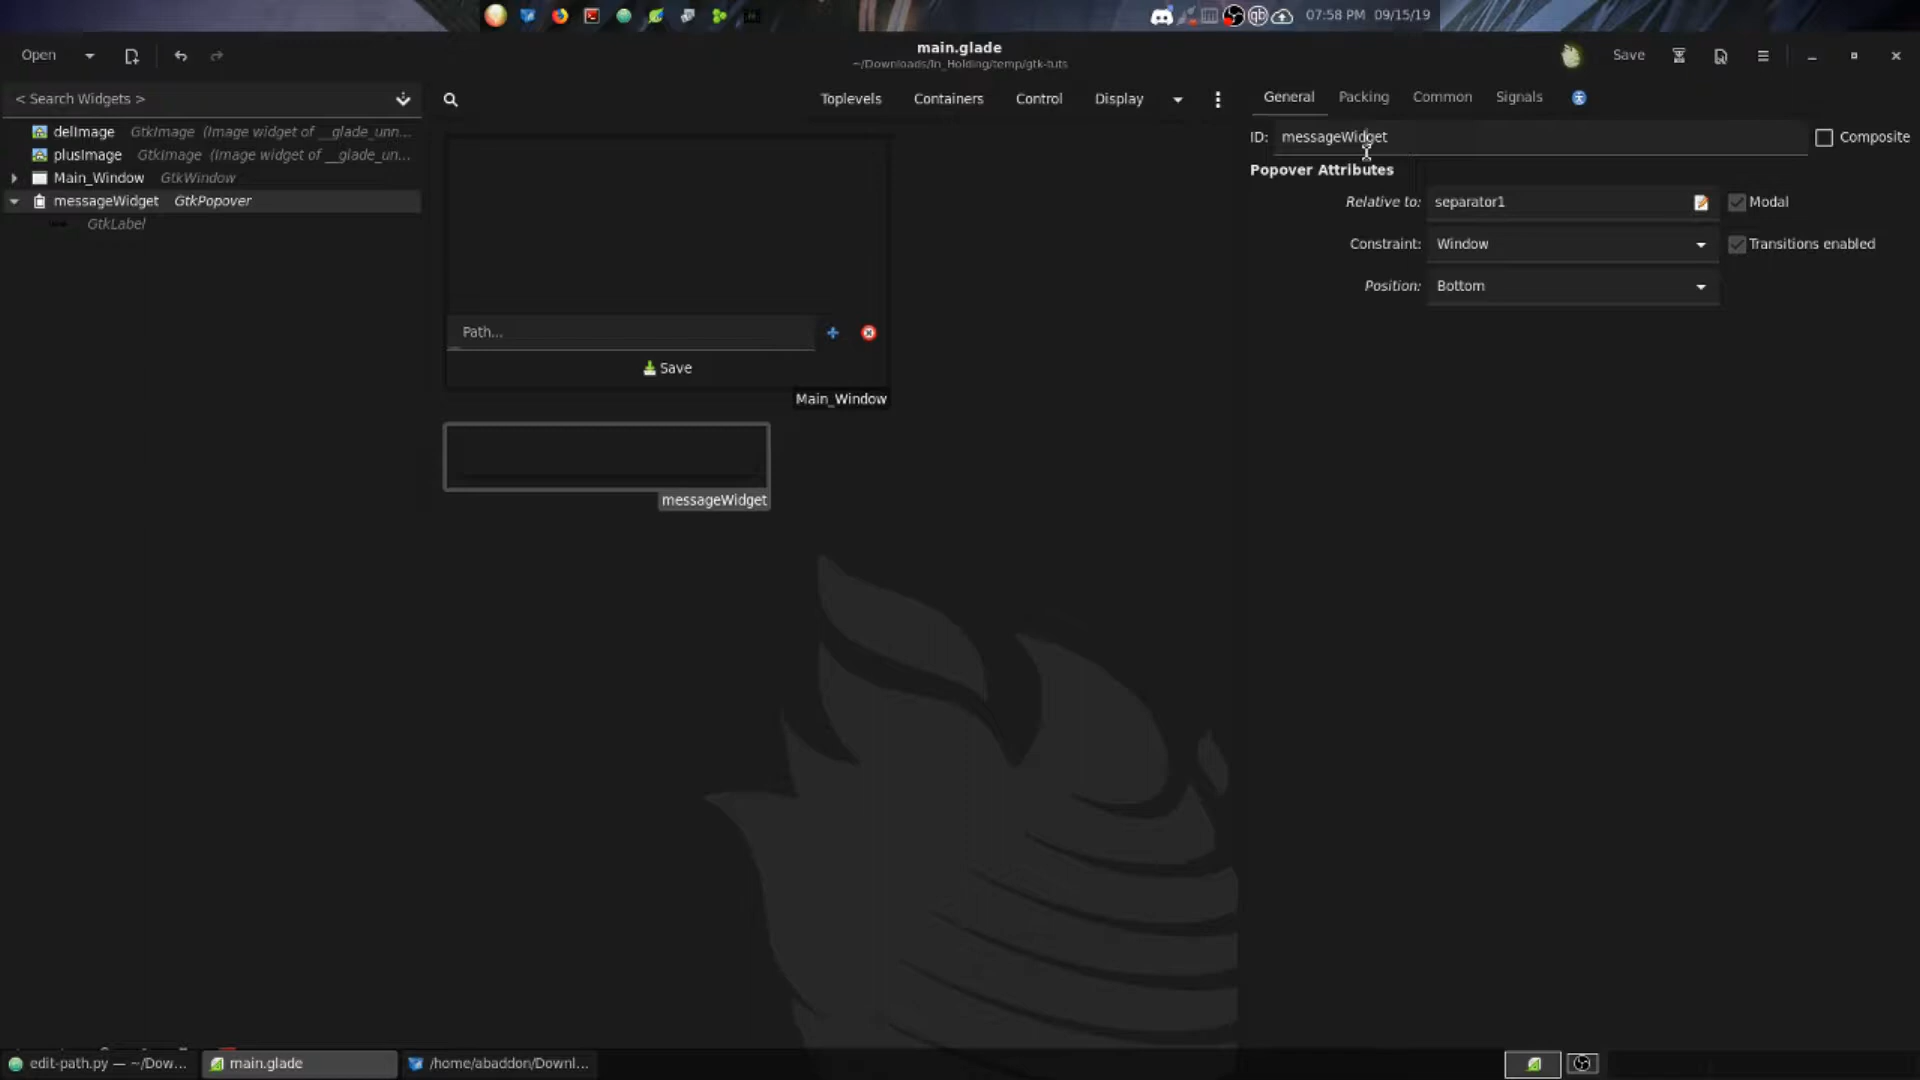 07:58 PM 09/15/19
Open
main.glade
~/Downloads/In_Holding/temp/gtk-tuts
Save
< Search Widgets >
Toplevels Containers Control Display
General Packing Common Signals
delImage GtkImage (Image widget of __glade_unn...
plusImage GtkImage (Image widget of __glade_un...
Main_Window GtkWindow
messageWidget GtkPopover
GtkLabel
Path...
Save
Main_Window
messageWidget
ID: messageWidget Composite
Popover Attributes
Relative to: separator1 Modal
Constraint: Window Transitions enabled
Position: Bottom
edit-path.py — ~/Dow... main.glade /home/abaddon/Downl...